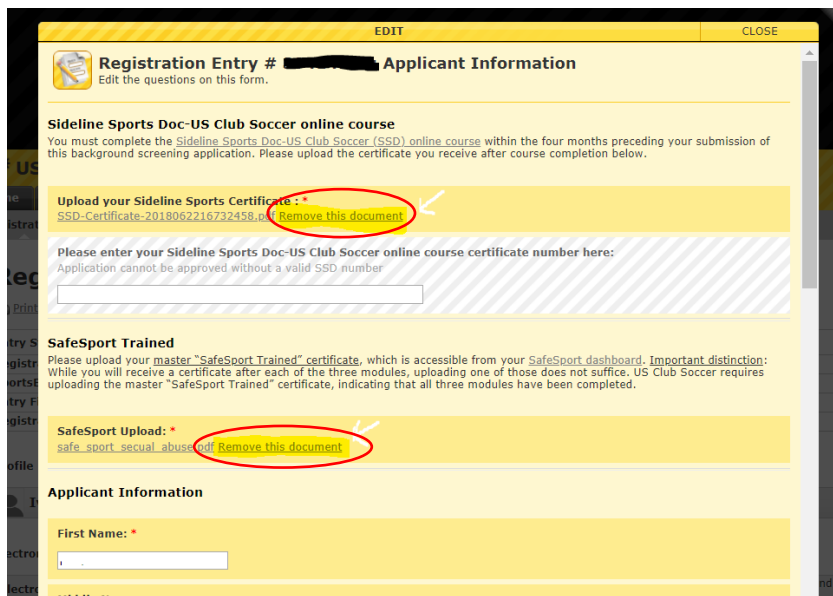 EDIT CLOSE
Registration Entry # Applicant Information
Edit the questions on this form.
Sideline Sports Doc-US Club Soccer online course
You must complete the Sideline Sports Doc-US Club Soccer (SSD) online course within the four months preceding your submission of
this background screening application. Please upload the certificate you receive after course completion below.
Upload your Sideline Sports Certificate : *
SSD-Certificate-2018062216732458.pdf Remove this document
Please enter your Sideline Sports Doc-US Club Soccer online course certificate number here:
Application cannot be approved without a valid SSD number
SafeSport Trained
Please upload your master “SafeSport Trained” certificate, which is accessible from your SafeSport dashboard. Important distinction:
While you will receive a certificate after each of the three modules, uploading one of those does not suffice. US Club Soccer requires
uploading the master “SafeSport Trained” certificate, indicating that all three modules have been completed.
SafeSport Upload: *
safe_sport_secual_abuse.pdf Remove this document
Applicant Information
First Name: *
US
Print
ofile